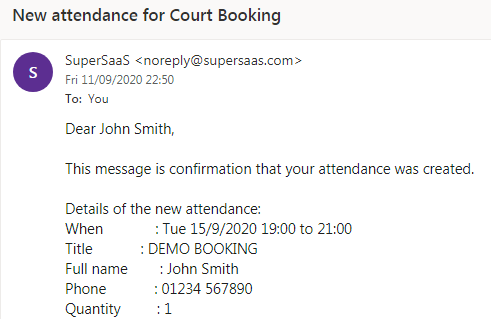 New attendance for Court Booking
S
SuperSaaS <noreply@supersaas.com>
Fri 11/09/2020 22:50
To: You
Dear John Smith,
This message is confirmation that your attendance was created.
Details of the new attendance:
When : Tue 15/9/2020 19:00 to 21:00
Title : DEMO BOOKING
Full name : John Smith
Phone : 01234 567890
Quantity : 1